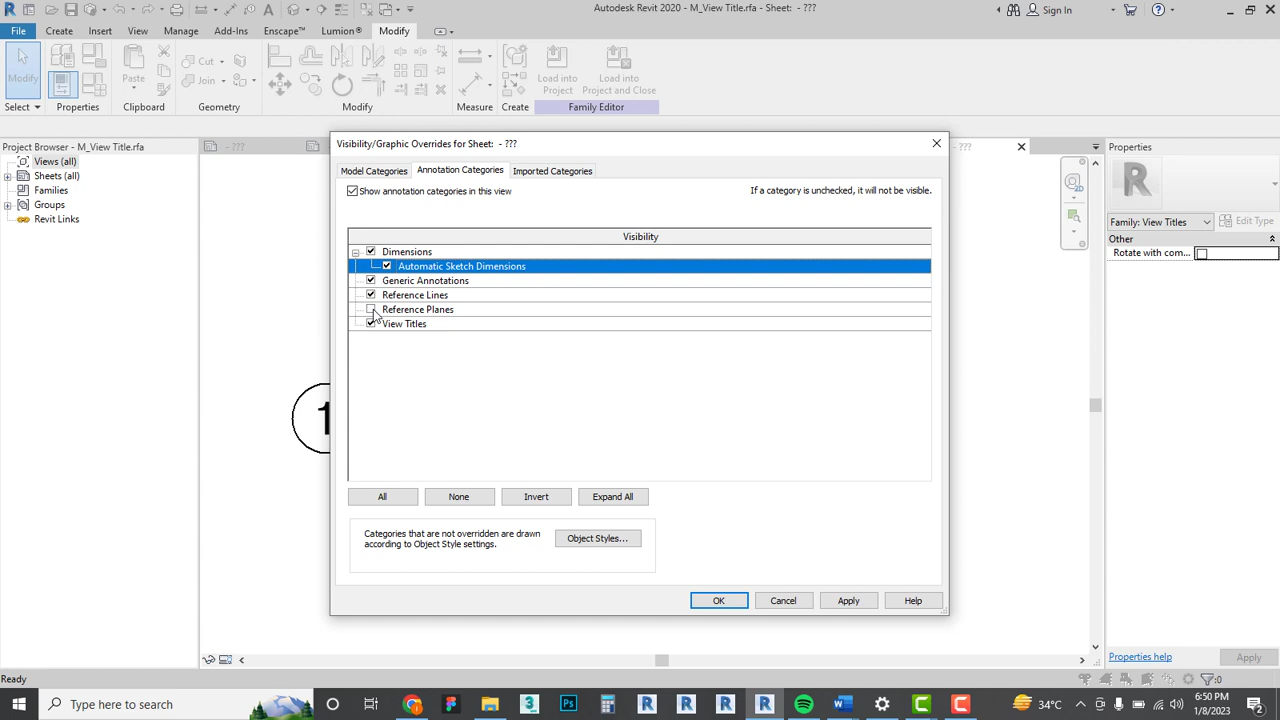 Autodesk Revit 2020 - M_View Title.rfa - Sheet: - ???
Sign In
File Create Insert View Manage Add-Ins Enscape™ Lumion® Modify
Modify
Paste
Cut
Join
Load into Project
Load into Project and Close
Select Properties Clipboard Geometry Modify Measure Create Family Editor
Project Browser - M_View Title.rfa
Views (all)
Sheets (all)
Families
Groups
Revit Links
- ???
- ???
1
Visibility/Graphic Overrides for Sheet: - ???
Model Categories Annotation Categories Imported Categories
Show annotation categories in this view
If a category is unchecked, it will not be visible.
Visibility
Dimensions
Automatic Sketch Dimensions
Generic Annotations
Reference Lines
Reference Planes
View Titles
All None Invert Expand All
Categories that are not overridden are drawn
according to Object Style settings.
Object Styles...
OK Cancel Apply Help
Properties
R
Family: View Titles
Edit Type
Other
Rotate with com...
Properties help
Apply
Ready
:0
Type here to search
34°C
6:50 PM
1/8/2023
2